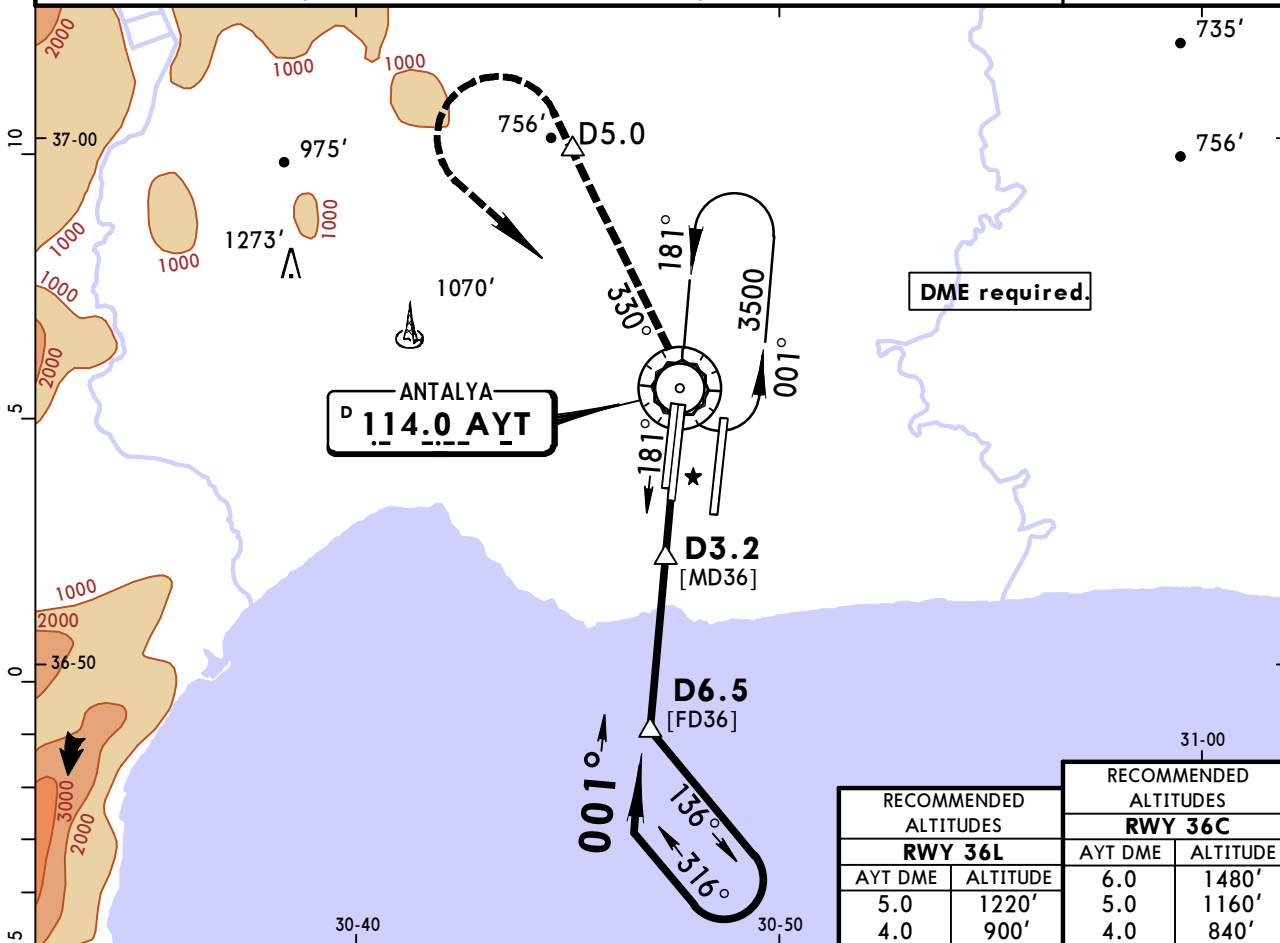 2000
1000
1000
735'
10
37-00
756'
D5.0
975'
756'
1000
1273'
1000
1000
181°
1000
1070'
3500
DME required.
330°
2000
001°
ANTALYA
D 114.0 AYT
5
181°
D3.2
[MD36]
1000
2000
36-50
0
D6.5
[FD36]
31-00
001°
136°
316°
3000
2000
RECOMMENDED
ALTITUDES
RWY 36L
AYT DME ALTITUDE
5.0 1220'
4.0 900'
RECOMMENDED
ALTITUDES
RWY 36C
AYT DME ALTITUDE
6.0 1480'
5.0 1160'
4.0 840'
5
30-40
30-50